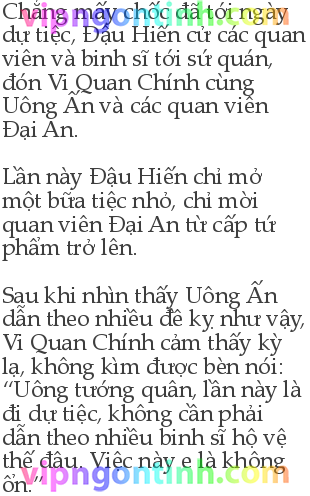 Chẳng mấy chốc đã tới ngày
dự tiệc, Đậu Hiến cử các quan
viên và binh sĩ tới sứ quán,
đón Vi Quan Chính cùng
Uông Ấn và các quan viên
Đại An.
Lần này Đậu Hiến chỉ mở
một bữa tiệc nhỏ, chỉ mời
quan viên Đại An từ cấp tứ
phẩm trở lên.
Sau khi nhìn thấy Uông Ấn
dẫn theo nhiều đề kỵ như vậy,
Vi Quan Chính cảm thấy kỳ
lạ, không kìm được bèn nói:
“Uông tướng quân, lần này là
đi dự tiệc, không cần phải
dẫn theo nhiều binh sĩ hộ vệ
thế đâu. Việc này e là không
ổn.”
vipngontinh.com
vipngontinh.com
vipngontinh.com